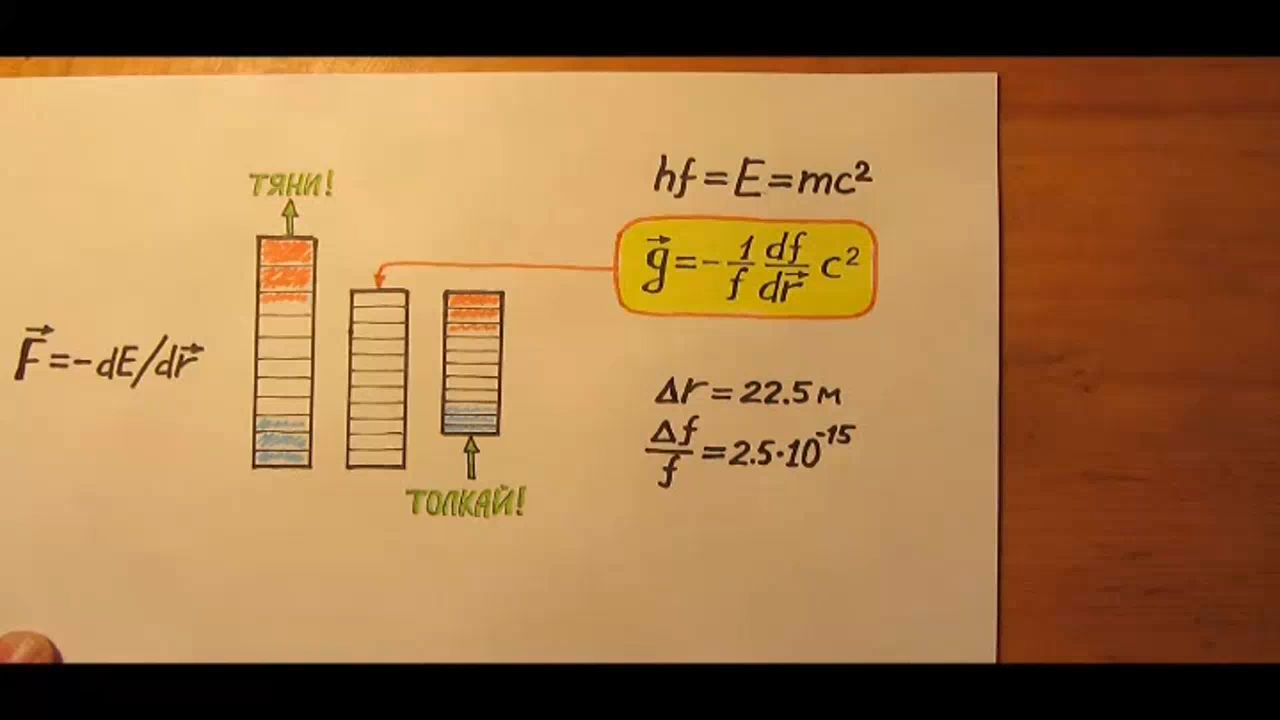 ТЯНИ!
hf = E = mc²
g⃗ = - 1/f df/dr⃗ c²
F⃗ = -dE/dr⃗
Δr = 22.5 м
Δf/f = 2.5·10⁻¹⁵
ТОЛКАЙ!